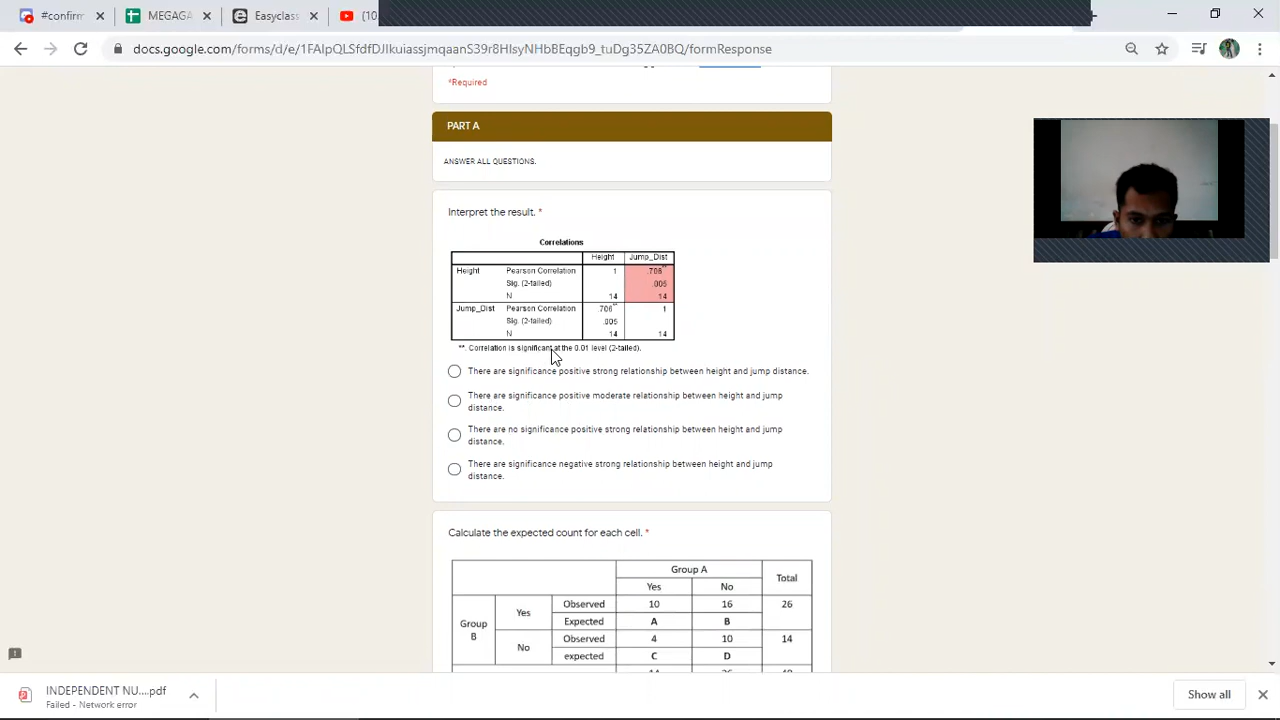 #confirm
MEGAGA
Easyclass
(10
docs.google.com/forms/d/e/1FAIpQLSfdfDJIkuiassjmqaanS39r8HlsyNHbBEqgb9_tuDg35ZA0BQ/formResponse
*Required
PART A
ANSWER ALL QUESTIONS.
Interpret the result. *
Correlations
Height Jump_Dist
Height Pearson Correlation 1 .706**
Sig. (2-tailed) .005
N 14 14
Jump_Dist Pearson Correlation .706** 1
Sig. (2-tailed) .005
N 14 14
**. Correlation is significant at the 0.01 level (2-tailed).
There are significance positive strong relationship between height and jump distance.
There are significance positive moderate relationship between height and jump
distance.
There are no significance positive strong relationship between height and jump
distance.
There are significance negative strong relationship between height and jump
distance.
Calculate the expected count for each cell. *
Group A Total
Yes No
Group B Yes Observed 10 16 26
Expected A B
No Observed 4 10 14
expected C D
INDEPENDENT NU....pdf
Failed - Network error
Show all